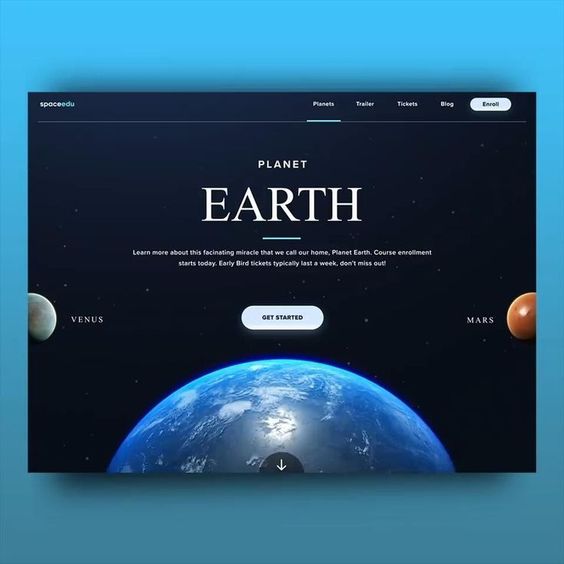 spaceedu
Planets Trailer Tickets Blog Enroll
PLANET
EARTH
Learn more about this facinating miracle that we call our home, Planet Earth. Course enrollment
starts today. Early Bird tickets typically last a week, don't miss out!
VENUS
GET STARTED
MARS